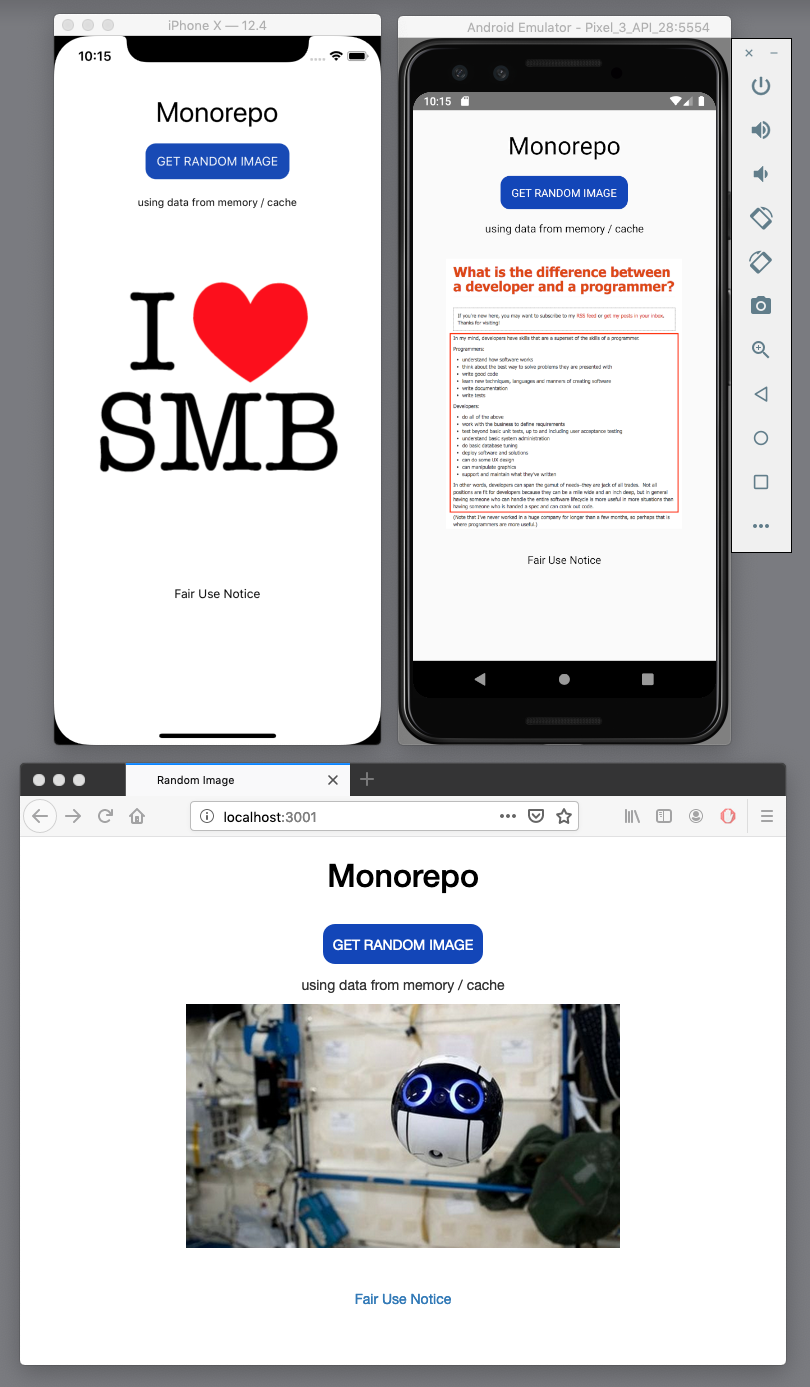 iPhone X — 12.4
10:15
Monorepo
GET RANDOM IMAGE
using data from memory / cache
I
SMB
Fair Use Notice
Android Emulator - Pixel_3_API_28:5554
10:15
Monorepo
GET RANDOM IMAGE
using data from memory / cache
What is the difference between
a developer and a programmer?
If you're new here, you may want to subscribe to my RSS feed or get my posts in your inbox.
Thanks for visiting!
In my mind, developers have skills that are a superset of the skills of a programmer.
Programmers:
• understand how software works
• think about the best way to solve problems they are presented with
• write good code
• learn new techniques, languages and manners of creating software
• write documentation
• write tests
Developers:
• do all of the above
• work with the business to define requirements
• test beyond basic unit tests, up to and including user acceptance testing
• understand basic system administration
• do basic database tuning
• deploy software and solutions
• can do some UX design
• can manipulate graphics
• support and maintain what they've written
In other words, developers can span the gamut of needs–they are jack of all trades. Not all
positions are fit for developers because they can be a mile wide and an inch deep, but in general
having someone who can handle the entire software lifecycle is more useful in more situations than
having someone who is handed a spec and can crank out code.
(Note that I've never worked in a huge company for longer than a few months, so perhaps that is
where programmers are more useful.)
Fair Use Notice
Random Image
localhost:3001
Monorepo
GET RANDOM IMAGE
using data from memory / cache
Fair Use Notice